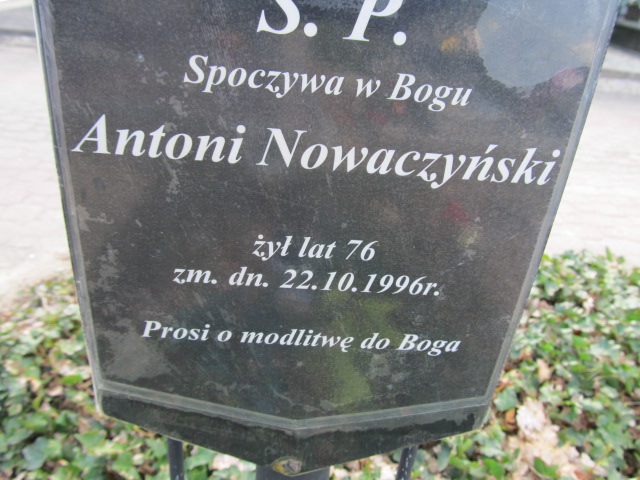 Ś. P.
Spoczywa w Bogu
Antoni Nowaczyński
żył lat 76
zm. dn. 22.10.1996r.
Prosi o modlitwę do Boga